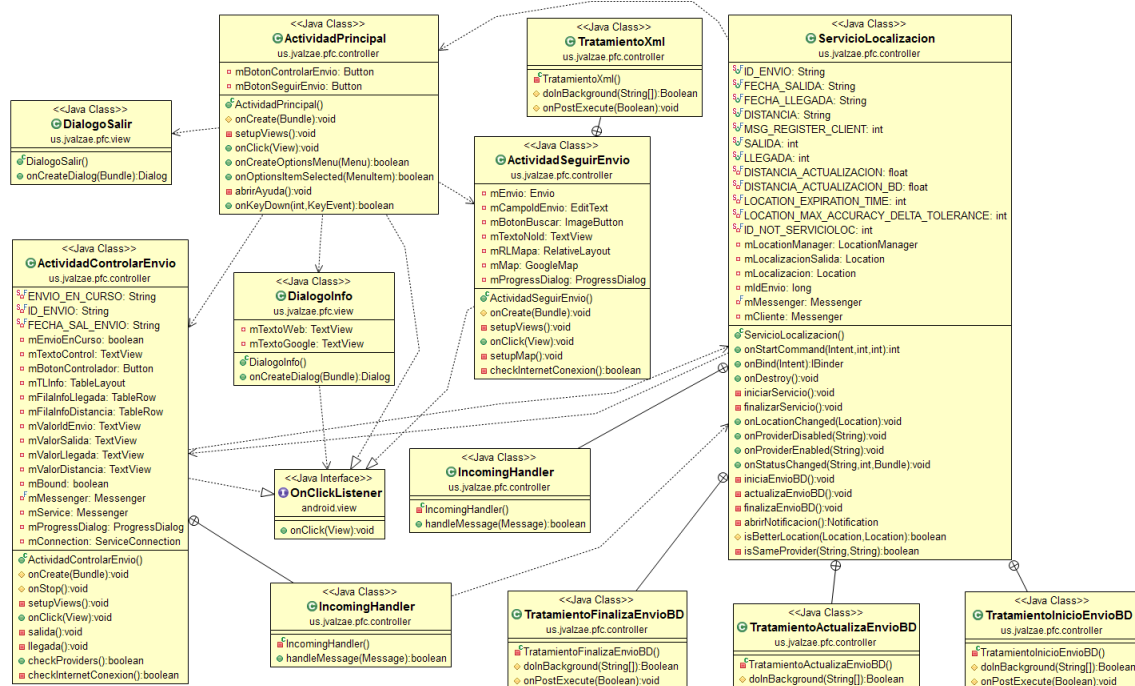 <<Java Class>>
ActividadPrincipal
us.jvalzae.pfc.controller
mBotonControlarEnvio: Button
mBotonSeguirEnvio: Button
ActividadPrincipal()
onCreate(Bundle):void
setupViews():void
onClick(View):void
onCreateOptionsMenu(Menu):boolean
onOptionsItemSelected(MenuItem):boolean
abrirAyuda():void
onKeyDown(int,KeyEvent):boolean
<<Java Class>>
TratamientoXml
us.jvalzae.pfc.controller
TratamientoXml()
doInBackground(String[]):Boolean
onPostExecute(Boolean):void
<<Java Class>>
ServicioLocalizacion
us.jvalzae.pfc.controller
ID_ENVIO: String
FECHA_SALIDA: String
FECHA_LLEGADA: String
DISTANCIA: String
MSG_REGISTER_CLIENT: int
SALIDA: int
LLEGADA: int
DISTANCIA_ACTUALIZACION: float
DISTANCIA_ACTUALIZACION_BD: float
LOCATION_EXPIRATION_TIME: int
LOCATION_MAX_ACCURACY_DELTA_TOLERANCE: int
ID_NOT_SERVICIOLOC: int
mLocationManager: LocationManager
mLocalizacionSalida: Location
mLocalizacion: Location
mIdEnvio: long
mMessenger: Messenger
mCliente: Messenger
ServicioLocalizacion()
onStartCommand(Intent,int,int):int
onBind(Intent):IBinder
onDestroy():void
iniciarServicio():void
finalizarServicio():void
onLocationChanged(Location):void
onProviderDisabled(String):void
onProviderEnabled(String):void
onStatusChanged(String,int,Bundle):void
iniciaEnvioBD():void
actualizaEnvioBD():void
finalizaEnvioBD():void
abrirNotificacion():Notification
isBetterLocation(Location,Location):boolean
isSameProvider(String,String):boolean
<<Java Class>>
DialogoSalir
us.jvalzae.pfc.view
DialogoSalir()
onCreateDialog(Bundle):Dialog
<<Java Class>>
ActividadSeguirEnvio
us.jvalzae.pfc.controller
mEnvio: Envio
mCampoIdEnvio: EditText
mBotonBuscar: ImageButton
mTextoNoId: TextView
mRLMapa: RelativeLayout
mMap: GoogleMap
mProgressDialog: ProgressDialog
ActividadSeguirEnvio()
onCreate(Bundle):void
setupViews():void
onClick(View):void
setupMap():void
checkInternetConexion():boolean
<<Java Class>>
ActividadControlarEnvio
us.jvalzae.pfc.controller
ENVIO_EN_CURSO: String
ID_ENVIO: String
FECHA_SAL_ENVIO: String
mEnvioEnCurso: boolean
mTextoControl: TextView
mBotonControlador: Button
mTLInfo: TableLayout
mFilaInfoLlegada: TableRow
mFilaInfoDistancia: TableRow
mValorIdEnvio: TextView
mValorSalida: TextView
mValorLlegada: TextView
mValorDistancia: TextView
mBound: boolean
mMessenger: Messenger
mService: Messenger
mProgressDialog: ProgressDialog
mConnection: ServiceConnection
ActividadControlarEnvio()
onCreate(Bundle):void
onStop():void
setupViews():void
onClick(View):void
salida():void
llegada():void
checkProviders():boolean
checkInternetConexion():boolean
<<Java Class>>
DialogoInfo
us.jvalzae.pfc.view
mTextoWeb: TextView
mTextoGoogle: TextView
DialogoInfo()
onCreateDialog(Bundle):Dialog
<<Java Interface>>
OnClickListener
android.view
onClick(View):void
<<Java Class>>
IncomingHandler
us.jvalzae.pfc.controller
IncomingHandler()
handleMessage(Message):boolean
<<Java Class>>
IncomingHandler
us.jvalzae.pfc.controller
IncomingHandler()
handleMessage(Message):boolean
<<Java Class>>
TratamientoFinalizaEnvioBD
us.jvalzae.pfc.controller
TratamientoFinalizaEnvioBD()
doInBackground(String[]):Boolean
onPostExecute(Boolean):void
<<Java Class>>
TratamientoActualizaEnvioBD
us.jvalzae.pfc.controller
TratamientoActualizaEnvioBD()
doInBackground(String[]):Boolean
<<Java Class>>
TratamientoInicioEnvioBD
us.jvalzae.pfc.controller
TratamientoInicioEnvioBD()
doInBackground(String[]):Boolean
onPostExecute(Boolean):void